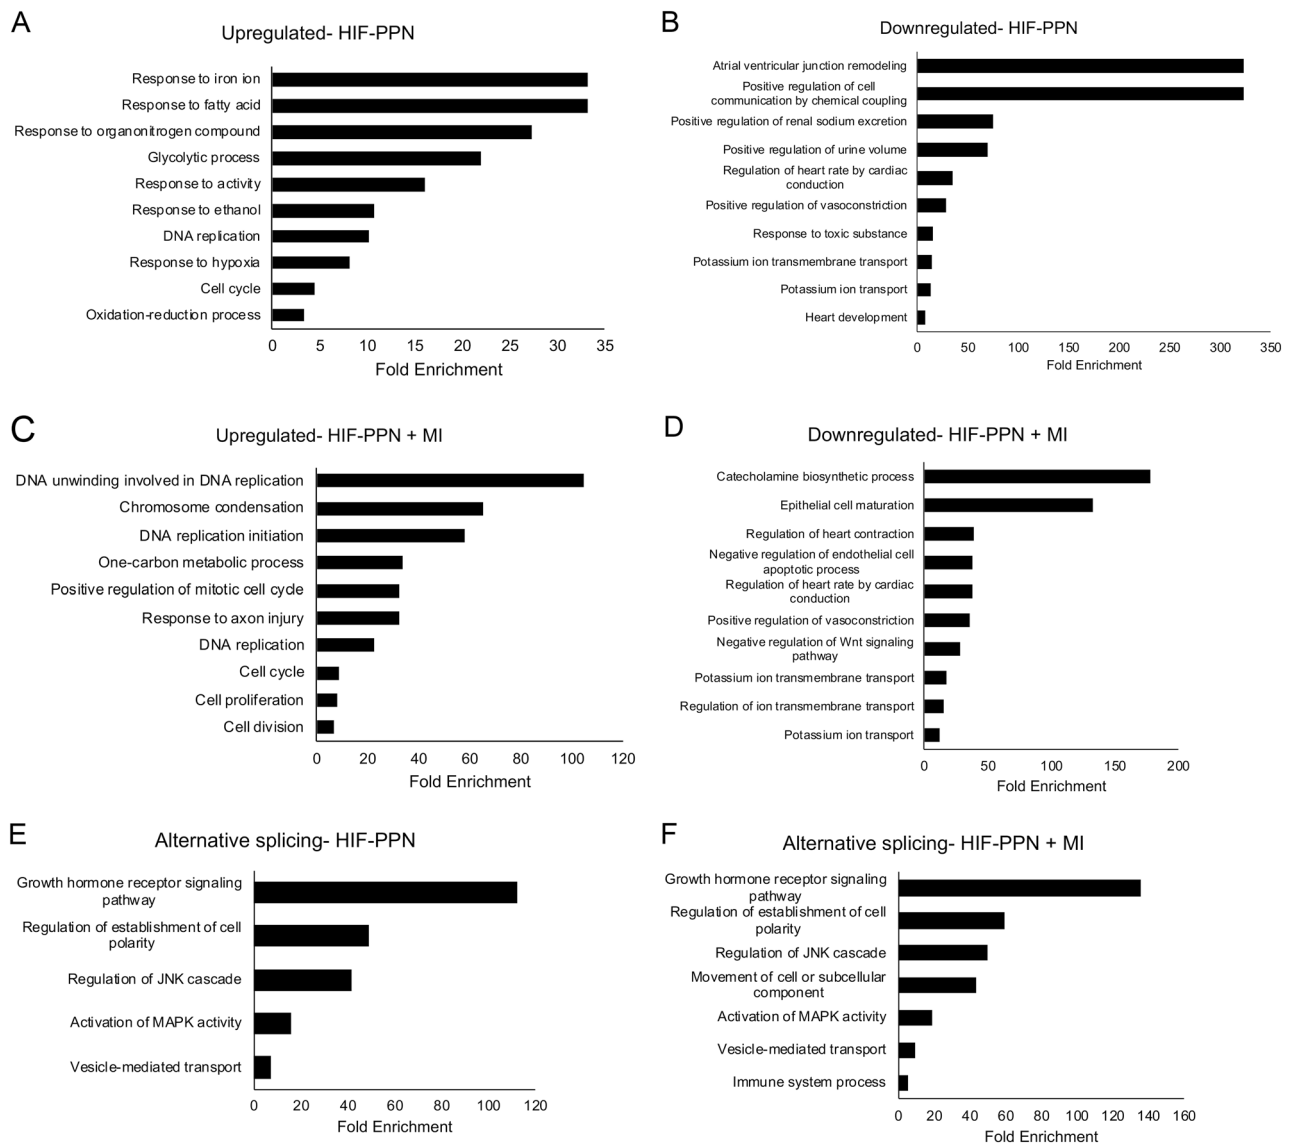 A
Upregulated- HIF-PPN
Response to iron ion
Response to fatty acid
Response to organonitrogen compound
Glycolytic process
Response to activity
Response to ethanol
DNA replication
Response to hypoxia
Cell cycle
Oxidation-reduction process
0 5 10 15 20 25 30 35
Fold Enrichment
B
Downregulated- HIF-PPN
Atrial ventricular junction remodeling
Positive regulation of cell
communication by chemical coupling
Positive regulation of renal sodium excretion
Positive regulation of urine volume
Regulation of heart rate by cardiac
conduction
Positive regulation of vasoconstriction
Response to toxic substance
Potassium ion transmembrane transport
Potassium ion transport
Heart development
0 50 100 150 200 250 300 350
Fold Enrichment
C
Upregulated- HIF-PPN + MI
DNA unwinding involved in DNA replication
Chromosome condensation
DNA replication initiation
One-carbon metabolic process
Positive regulation of mitotic cell cycle
Response to axon injury
DNA replication
Cell cycle
Cell proliferation
Cell division
0 20 40 60 80 100 120
Fold Enrichment
D
Downregulated- HIF-PPN + MI
Catecholamine biosynthetic process
Epithelial cell maturation
Regulation of heart contraction
Negative regulation of endothelial cell
apoptotic process
Regulation of heart rate by cardiac
conduction
Positive regulation of vasoconstriction
Negative regulation of Wnt signaling
pathway
Potassium ion transmembrane transport
Regulation of ion transmembrane transport
Potassium ion transport
0 50 100 150 200
Fold Enrichment
E
Alternative splicing- HIF-PPN
Growth hormone receptor signaling
pathway
Regulation of establishment of cell
polarity
Regulation of JNK cascade
Activation of MAPK activity
Vesicle-mediated transport
0 20 40 60 80 100 120
Fold Enrichment
F
Alternative splicing- HIF-PPN + MI
Growth hormone receptor signaling
pathway
Regulation of establishment of cell
polarity
Regulation of JNK cascade
Movement of cell or subcellular
component
Activation of MAPK activity
Vesicle-mediated transport
Immune system process
0 20 40 60 80 100 120 140 160
Fold Enrichment